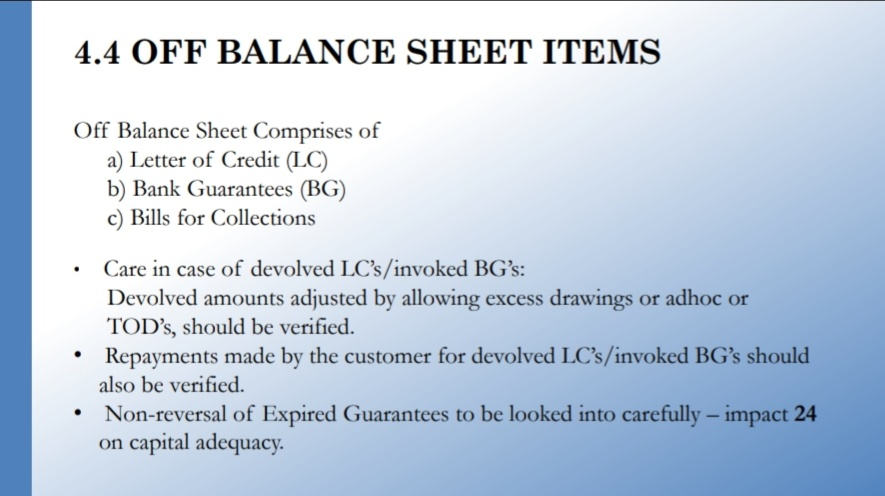 4.4 OFF BALANCE SHEET ITEMS
Off Balance Sheet Comprises of
a) Letter of Credit (LC)
b) Bank Guarantees (BG)
c) Bills for Collections
• Care in case of devolved LC's/invoked BG's:
Devolved amounts adjusted by allowing excess drawings or adhoc or
TOD's, should be verified.
• Repayments made by the customer for devolved LC's/invoked BG's should
also be verified.
• Non-reversal of Expired Guarantees to be looked into carefully – impact 24
on capital adequacy.